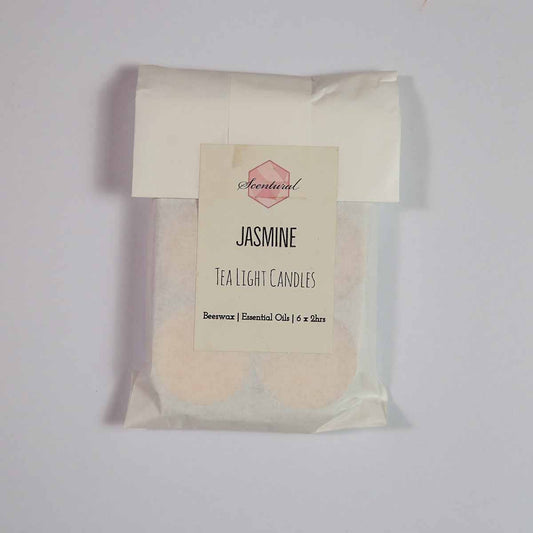 Scentural
JASMINE
TEA LIGHT CANDLES
Beeswax | Essential Oils | 6 x 2hrs